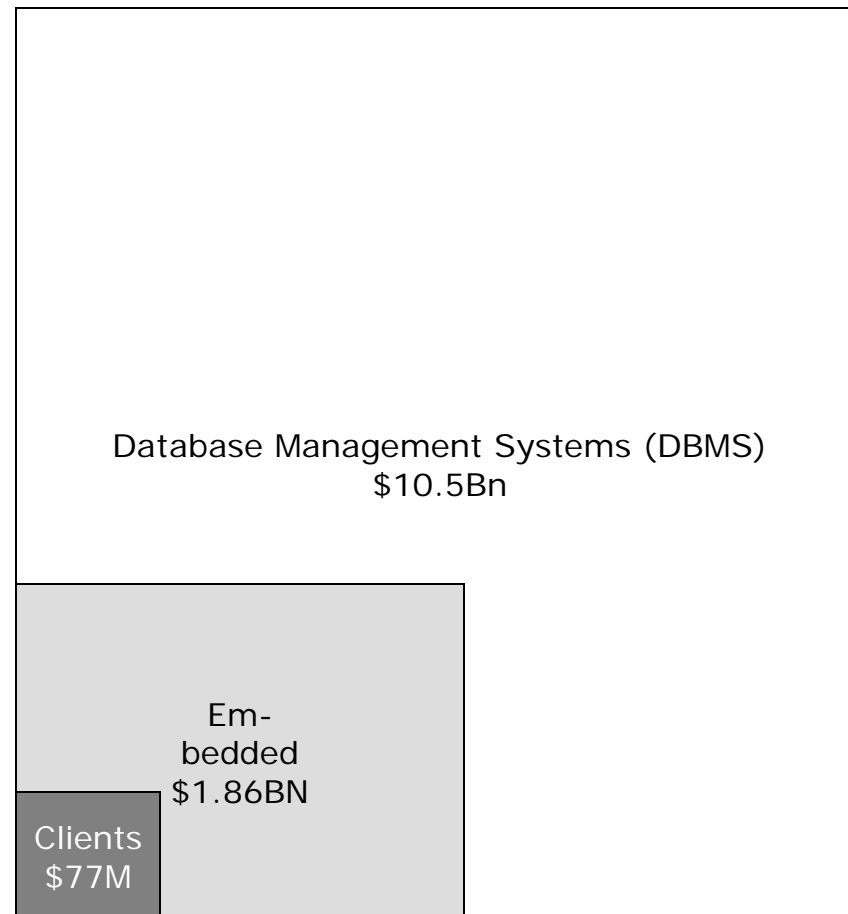 Database Management Systems (DBMS)
$10.5Bn
Em-
bedded
$1.86BN
Clients
$77M